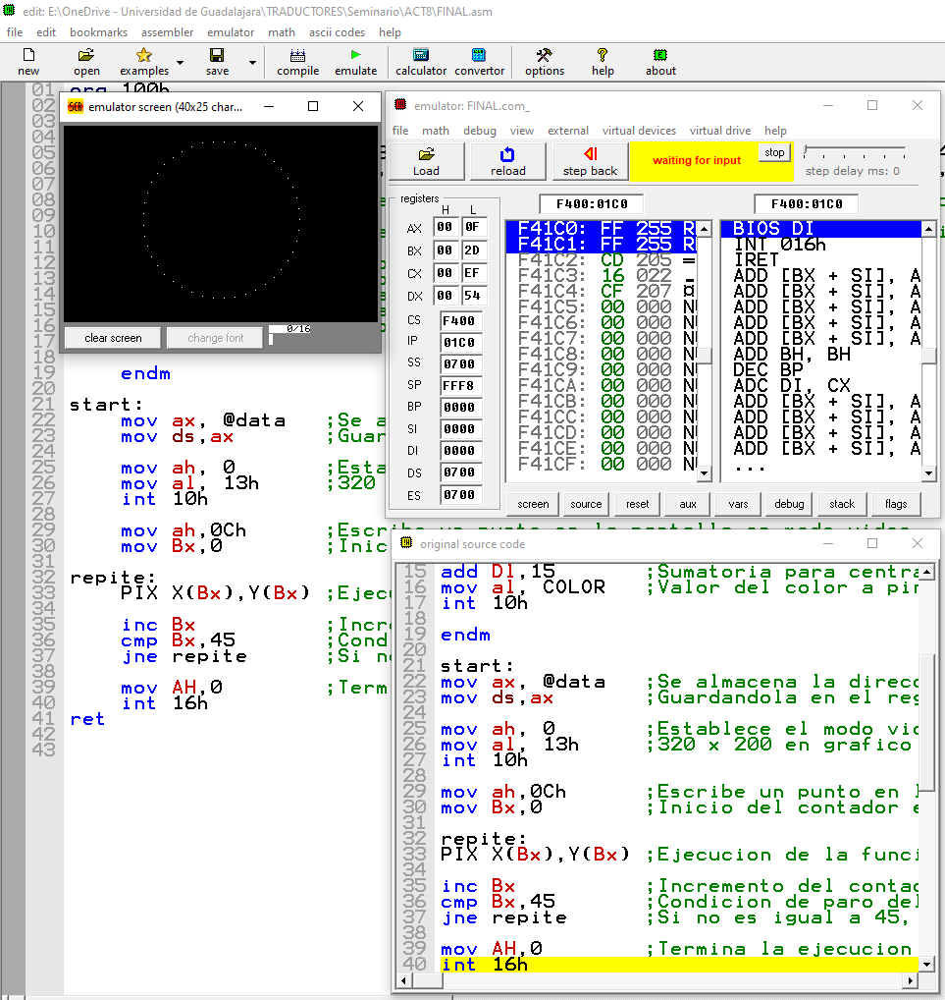 edit: E:\OneDrive - Universidad de Guadalajara\TRADUCTORES\Seminario\ACT8\FINAL.asm
file edit bookmarks assembler emulator math ascii codes help
new open examples save compile emulate calculator convertor options help about
01 org 100h
02
03
04
05
06
07
08
09
10
11
12
13
14
15
16
17
18
19 endm
20
21 start:
22 mov ax, @data ;Se a
23 mov ds,ax ;Guar
24
25 mov ah, 0 ;Esta
26 mov al, 13h ;320
27 int 10h
28
29 mov ah,0Ch ;Escribe un punto en la pantalla en modo video
30 mov Bx,0 ;Inic
31
32 repite:
33 PIX X(Bx),Y(Bx) ;Ejec
34
35 inc Bx ;Incr
36 cmp Bx,45 ;Cond
37 jne repite ;Si no
38
39 mov AH,0 ;Term
40 int 16h
41 ret
42
43
SCR emulator screen (40x25 char...
clear screen change font 0/16
emulator: FINAL.com_
file math debug view external virtual devices virtual drive help
Load reload step back waiting for input stop step delay ms: 0
registers
H L
AX 00 0F
BX 00 2D
CX 00 EF
DX 00 54
CS F400
IP 01C0
SS 0700
SP FFF8
BP 0000
SI 0000
DI 0000
DS 0700
ES 0700
F400:01C0
F41C0: FF 255 R
F41C1: FF 255 R
F41C2: CD 205 =
F41C3: 16 022 _
F41C4: CF 207 ¤
F41C5: 00 000 N
F41C6: 00 000 N
F41C7: 00 000 N
F41C8: 00 000 N
F41C9: 00 000 N
F41CA: 00 000 N
F41CB: 00 000 N
F41CC: 00 000 N
F41CD: 00 000 N
F41CE: 00 000 N
F41CF: 00 000 N
F400:01C0
BIOS DI
INT 016h
IRET
ADD [BX + SI], A
ADD [BX + SI], A
ADD [BX + SI], A
ADD [BX + SI], A
ADD [BX + SI], A
ADD BH, BH
DEC BP
ADC DI, CX
ADD [BX + SI], A
ADD [BX + SI], A
ADD [BX + SI], A
ADD [BX + SI], A
...
screen source reset aux vars debug stack flags
original source code
15 add Dl,15 ;Sumatoria para centra
16 mov al, COLOR ;Valor del color a pin
17 int 10h
18
19 endm
20
21 start:
22 mov ax, @data ;Se almacena la direcc
23 mov ds,ax ;Guardandola en el reg
24
25 mov ah, 0 ;Establece el modo vid
26 mov al, 13h ;320 x 200 en grafico
27 int 10h
28
29 mov ah,0Ch ;Escribe un punto en l
30 mov Bx,0 ;Inicio del contador e
31
32 repite:
33 PIX X(Bx),Y(Bx) ;Ejecucion de la funci
34
35 inc Bx ;Incremento del contad
36 cmp Bx,45 ;Condicion de paro del
37 jne repite ;Si no es igual a 45,
38
39 mov AH,0 ;Termina la ejecucion
40 int 16h